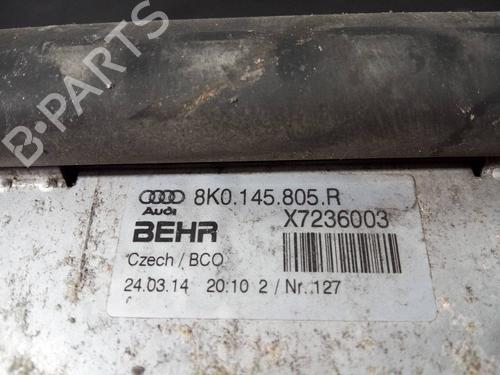 B-PARTS
8K0.145.805.R
Audi
X7236003
BEHR
Czech / BCO
24.03.14 20:10 2 / Nr. 127